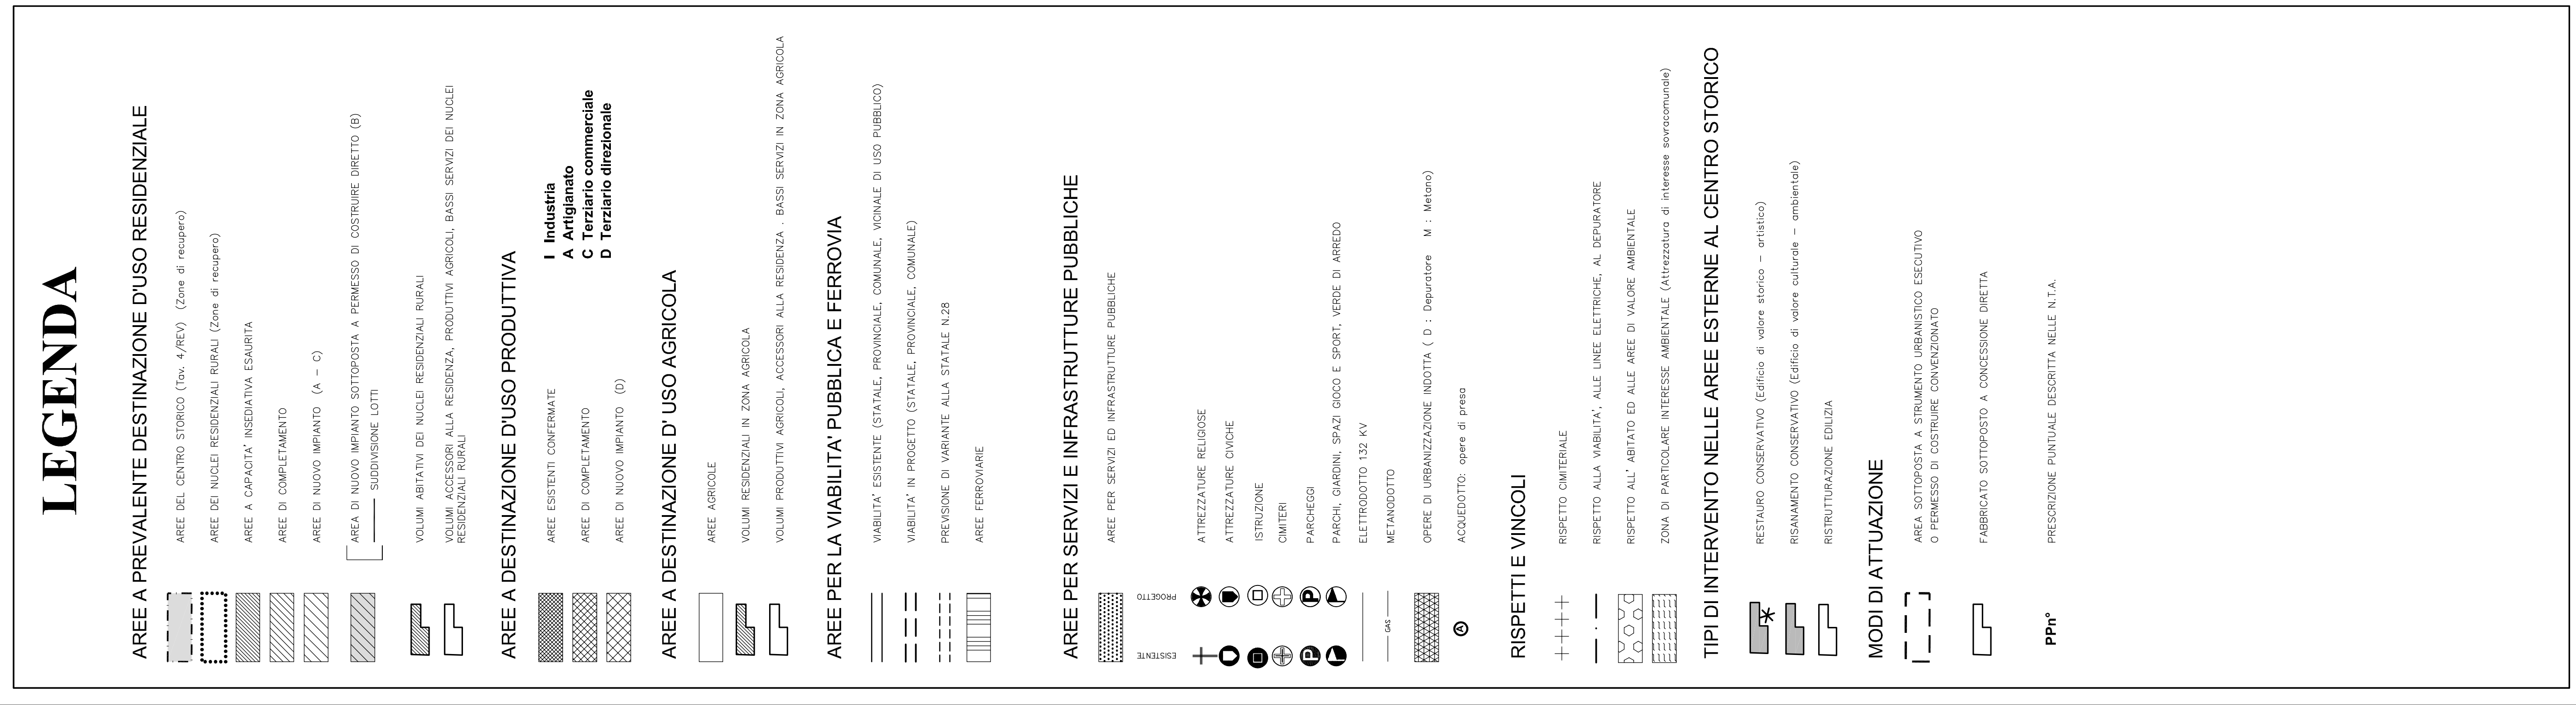 LEGENDA
AREE A PREVALENTE DESTINAZIONE D'USO RESIDENZIALE
AREE DEL CENTRO STORICO (Tav. 4/REV) (Zone di recupero)
AREE DEI NUCLEI RESIDENZIALI RURALI (Zone di recupero)
AREE A CAPACITA' INSEDIATIVA ESAURITA
AREE DI COMPLETAMENTO
AREE DI NUOVO IMPIANTO (A – C)
AREA DI NUOVO IMPIANTO SOTTOPOSTA A PERMESSO DI COSTRUIRE DIRETTO (B)
SUDDIVISIONE LOTTI
VOLUMI ABITATIVI DEI NUCLEI RESIDENZIALI RURALI
VOLUMI ACCESSORI ALLA RESIDENZA, PRODUTTIVI AGRICOLI, BASSI SERVIZI DEI NUCLEI
RESIDENZIALI RURALI
AREE A DESTINAZIONE D'USO PRODUTTIVA
AREE ESISTENTI CONFERMATE
AREE DI COMPLETAMENTO
AREE DI NUOVO IMPIANTO (D)
I Industria
A Artigianato
C Terziario commerciale
D Terziario direzionale
AREE A DESTINAZIONE D' USO AGRICOLA
AREE AGRICOLE
VOLUMI RESIDENZIALI IN ZONA AGRICOLA
VOLUMI PRODUTTIVI AGRICOLI, ACCESSORI ALLA RESIDENZA . BASSI SERVIZI IN ZONA AGRICOLA
AREE PER LA VIABILITA' PUBBLICA E FERROVIA
VIABILITA' ESISTENTE (STATALE, PROVINCIALE, COMUNALE, VICINALE DI USO PUBBLICO)
VIABILITA' IN PROGETTO (STATALE, PROVINCIALE, COMUNALE)
PREVISIONE DI VARIANTE ALLA STATALE N.28
AREE FERROVIARIE
AREE PER SERVIZI E INFRASTRUTTURE PUBBLICHE
AREE PER SERVIZI ED INFRASTRUTTURE PUBBLICHE
ESISTENTE PROGETTO
ATTREZZATURE RELIGIOSE
ATTREZZATURE CIVICHE
ISTRUZIONE
CIMITERI
P P PARCHEGGI
PARCHI, GIARDINI, SPAZI GIOCO E SPORT, VERDE DI ARREDO
ELETTRODOTTO 132 KV
GAS METANODOTTO
OPERE DI URBANIZZAZIONE INDOTTA ( D : Depuratore M : Metano)
A ACQUEDOTTO: opere di presa
RISPETTI E VINCOLI
RISPETTO CIMITERIALE
RISPETTO ALLA VIABILITA', ALLE LINEE ELETTRICHE, AL DEPURATORE
RISPETTO ALL' ABITATO ED ALLE AREE DI VALORE AMBIENTALE
ZONA DI PARTICOLARE INTERESSE AMBIENTALE (Attrezzatura di interesse sovracomunale)
TIPI DI INTERVENTO NELLE AREE ESTERNE AL CENTRO STORICO
RESTAURO CONSERVATIVO (Edificio di valore storico – artistico)
RISANAMENTO CONSERVATIVO (Edificio di valore culturale – ambientale)
RISTRUTTURAZIONE EDILIZIA
MODI DI ATTUAZIONE
AREA SOTTOPOSTA A STRUMENTO URBANISTICO ESECUTIVO
O PERMESSO DI COSTRUIRE CONVENZIONATO
FABBRICATO SOTTOPOSTO A CONCESSIONE DIRETTA
PPn° PRESCRIZIONE PUNTUALE DESCRITTA NELLE N.T.A.